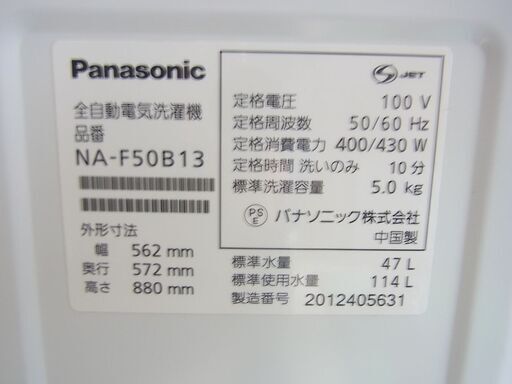 Panasonic
全自動電気洗濯機
品番
NA-F50B13
外形寸法
幅 562 mm
奥行 572 mm
高さ 880 mm
S JET
定格電圧 100 V
定格周波数 50/60 Hz
定格消費電力 400/430 W
定格時間 洗いのみ 10 分
標準洗濯容量 5.0 kg
PS E パナソニック株式会社
中国製
標準水量 47 L
標準使用水量 114 L
製造番号 2012405631